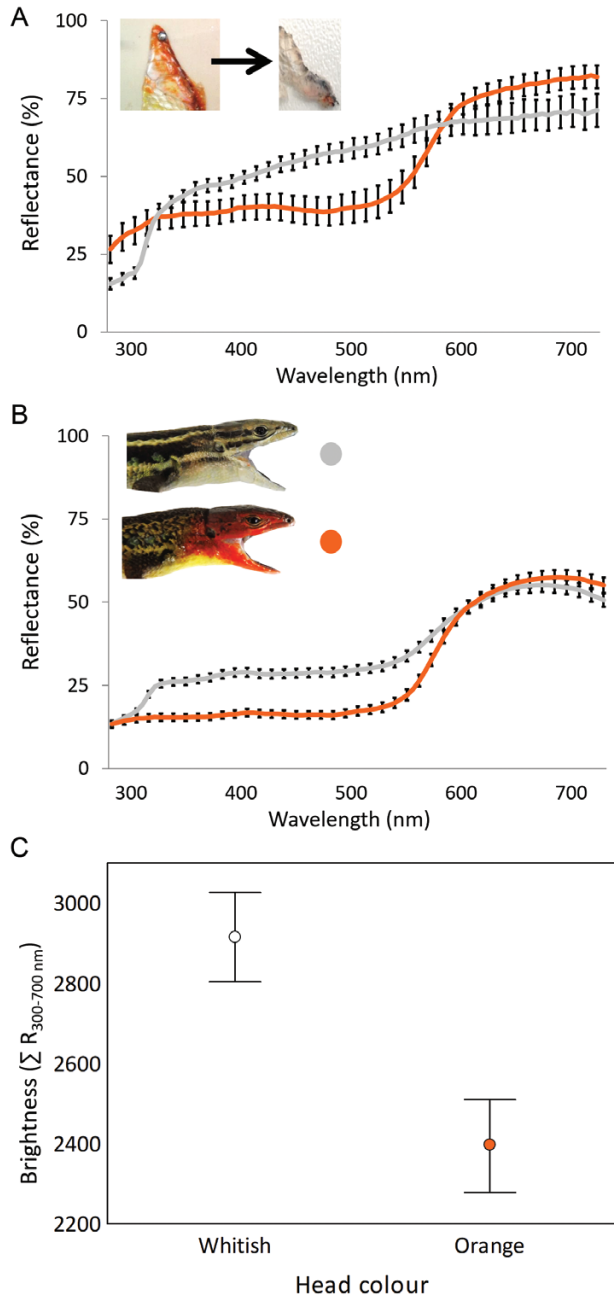 A
100
75
50
25
0
Reflectance (%)
300 400 500 600 700
Wavelength (nm)
B
100
75
50
25
0
Reflectance (%)
300 400 500 600 700
Wavelength (nm)
C
3000
2800
2600
2400
2200
Brightness (∑ R300-700 nm)
Whitish Orange
Head colour